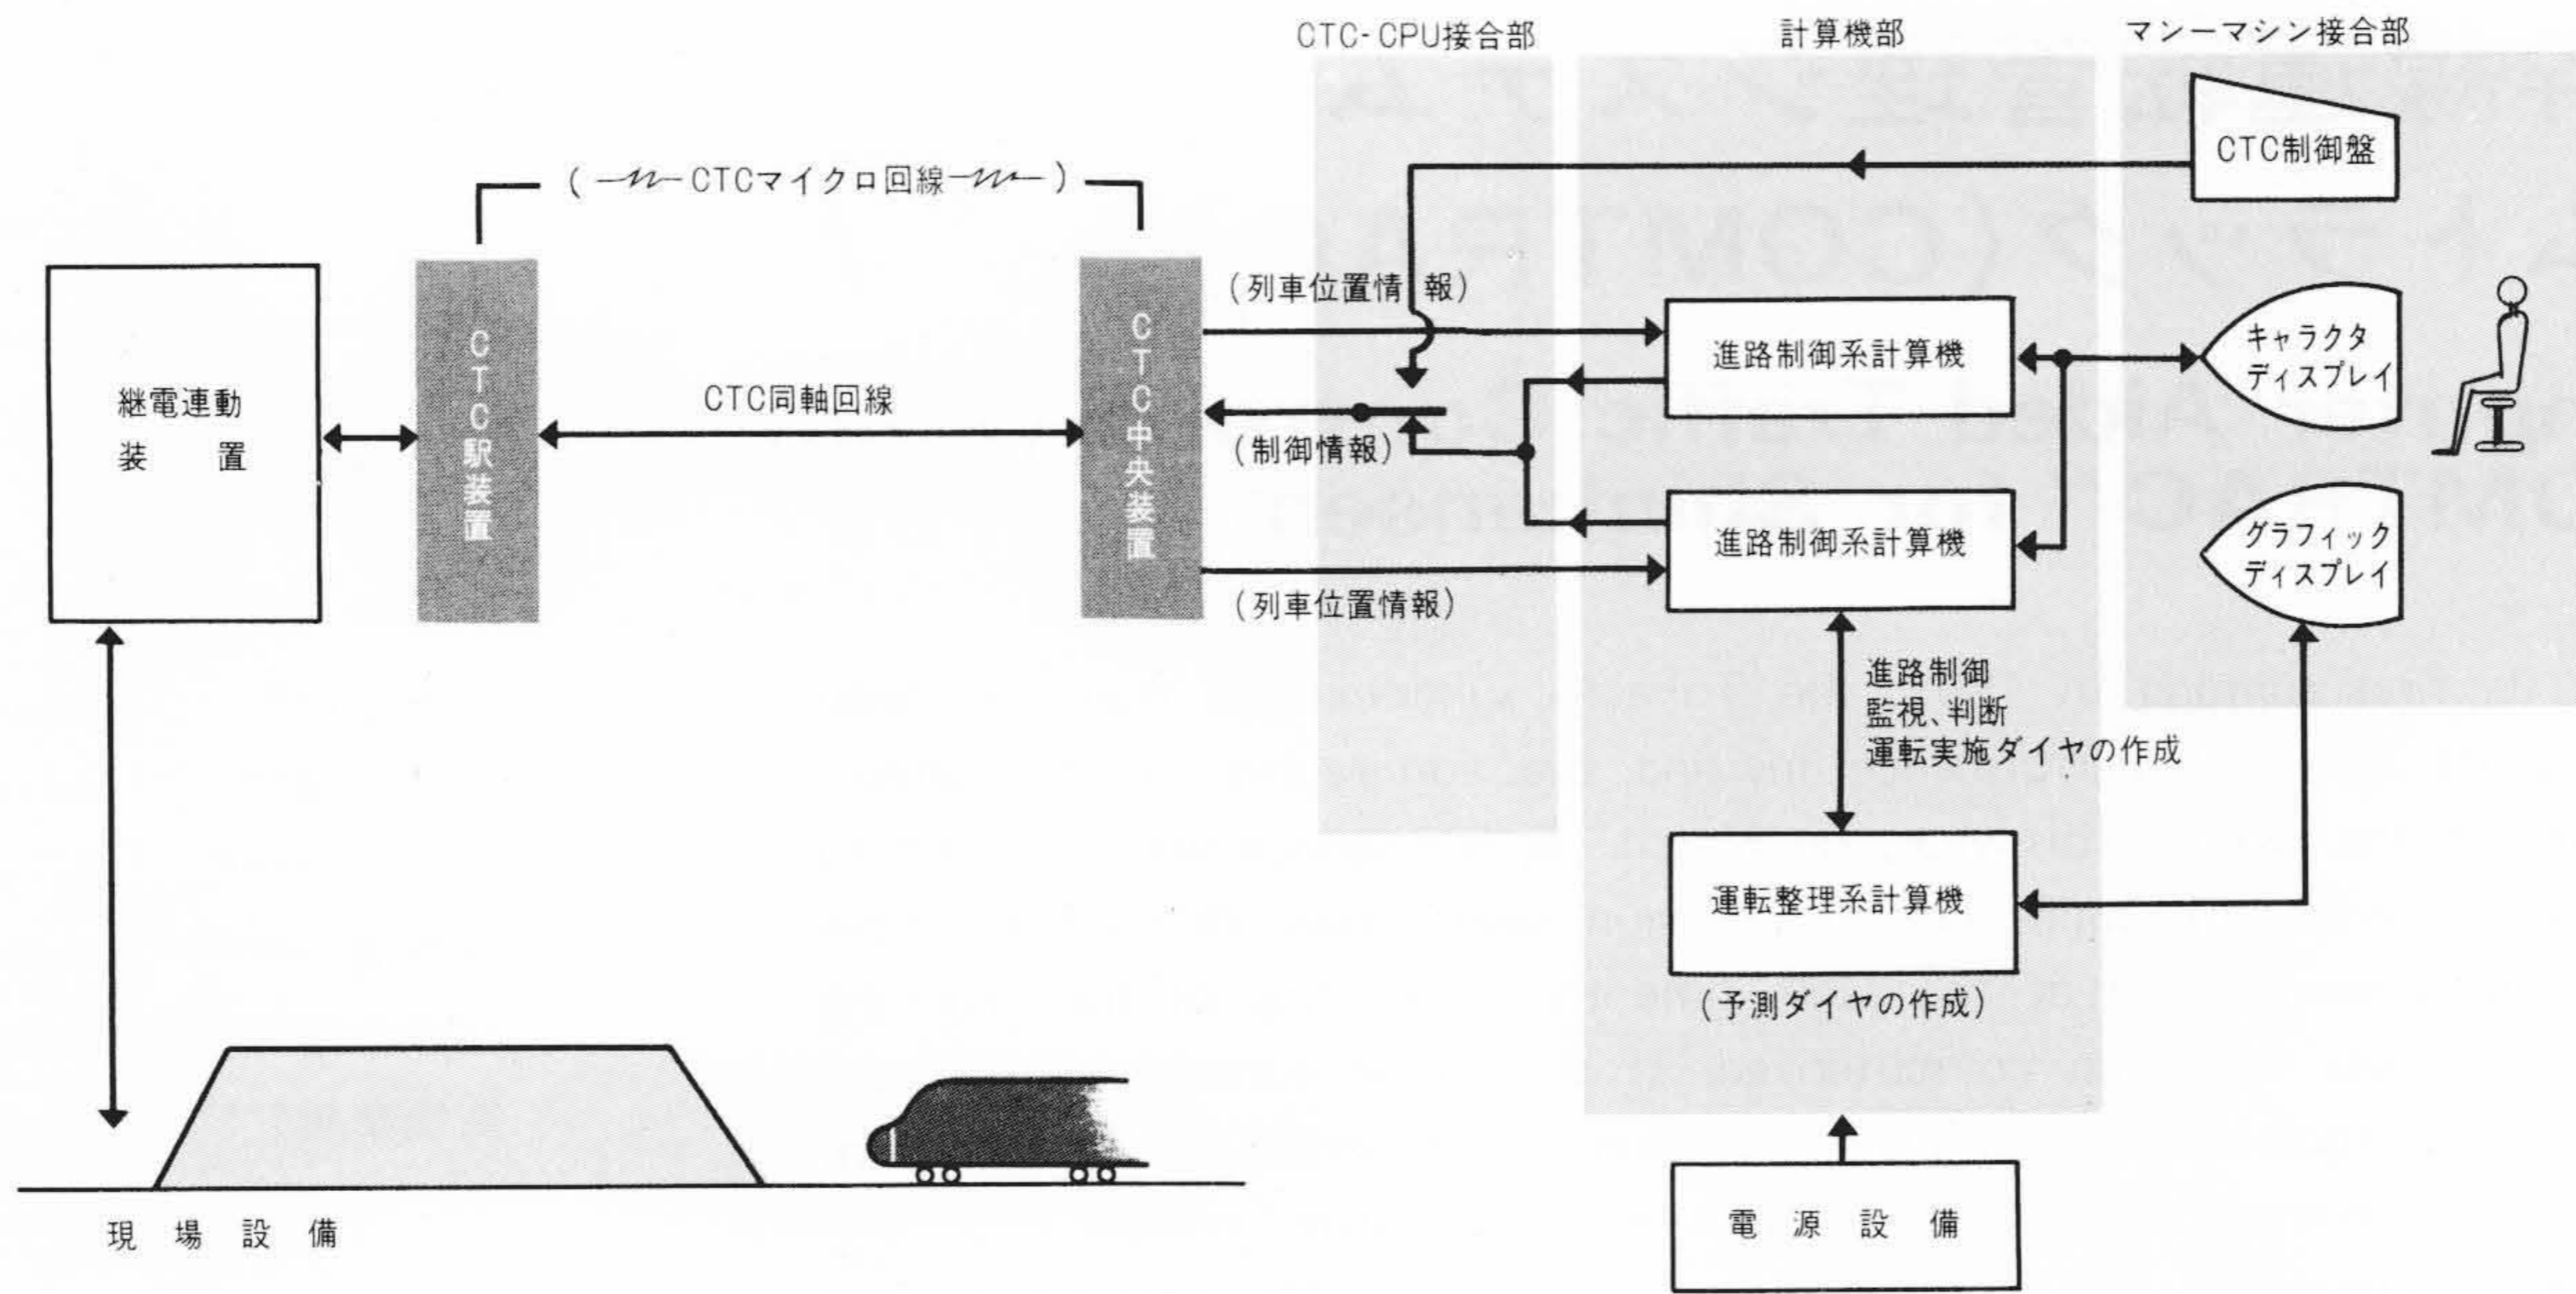 CTC-CPU接合部
計算機部
マンーマシン接合部
CTC制御盤
(CTCマイクロ回線)
(列車位置情報)
継電連動
装置
CTC駅装置
CTC同軸回線
CTC中央装置
(制御情報)
進路制御系計算機
キャラクタ
ディスプレイ
進路制御系計算機
グラフィック
ディスプレイ
(列車位置情報)
進路制御
監視、判断
運転実施ダイヤの作成
運転整理系計算機
(予測ダイヤの作成)
電源設備
現場設備